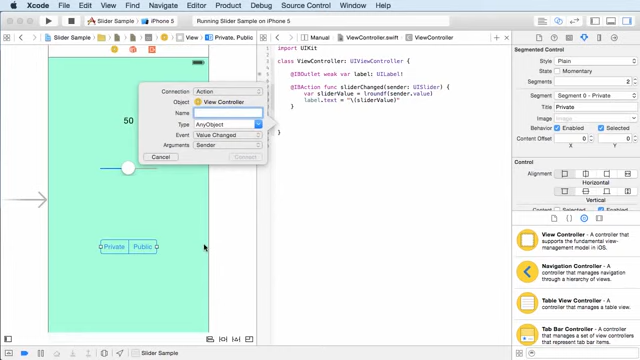 Xcode File Edit View Find Navigate Editor Product Debug Source Control Window Help
Slider Sample iPhone 5
Running Slider Sample on iPhone 5
Slider Sample
View
Private, Public
Automatic
ViewController.swift
ViewController
Connection Action
Object View Controller
Name
Type AnyObject
Event Value Changed
Arguments Sender
Cancel Connect
50
Private Public
import UIKit
class ViewController: UIViewController {
@IBOutlet weak var label: UILabel!
@IBAction func sliderChanged(sender: UISlider) {
var sliderValue = lroundf(sender.value)
label.text = "\(sliderValue)"
}
}
Segmented Control
Style Plain
State Momentary
Segments 2
Segment Segment 0 - Private
Title Private
Image Image
Behavior Enabled Selected
X Y
Control
Alignment
Horizontal
Vertical
Content Selected Enabled
View Controller - A
controller that supports the
fundamental view-
management model in iOS.
Navigation Controller - A
controller that manages navigation
through a hierarchy of views.
Table View Controller - A
controller that manages a table view.
Tab Bar Controller - A controller that
manages a set of view controllers
that represent tab bar items.
Slider Sample